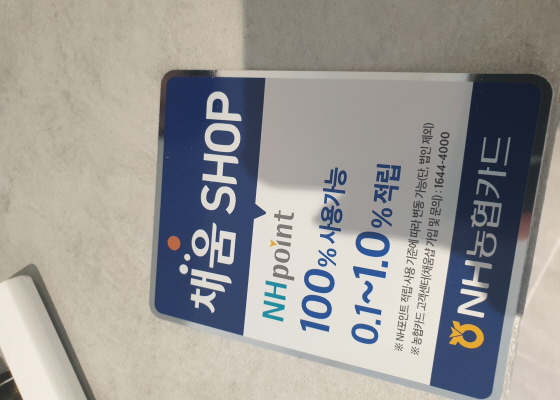 채움 SHOP
NHpoint
100% 사용가능
0.1~1.0% 적립
※ NH포인트 적립·사용 기준에 따라 변동 가능(단, 법인 제외)
※ 농협카드 고객센터(채움샵 가입 및 문의) : 1644-4000
NH농협카드